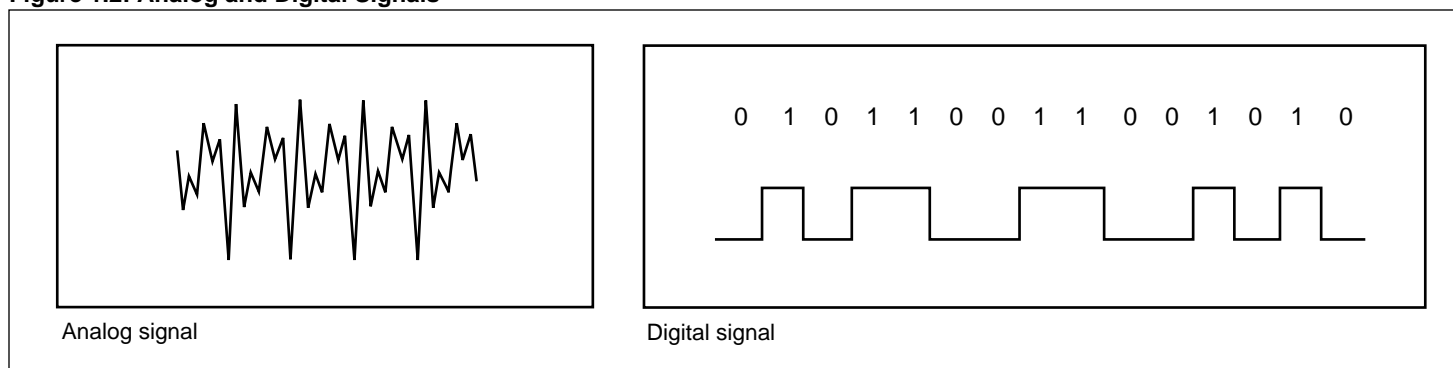 Figure 1.2: Analog and Digital Signals
0 1 0 1 1 0 0 1 1 0 0 1 0 1 0
Analog signal
Digital signal